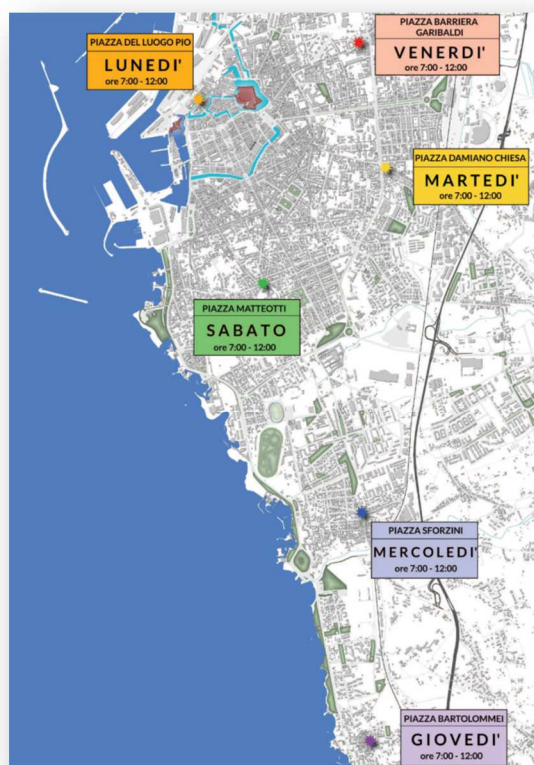 PIAZZA DEL LUOGO PIO
LUNEDI'
ore 7:00 - 12:00
PIAZZA BARRIERA
GARIBALDI
VENERDI'
ore 7:00 - 12:00
PIAZZA DAMIANO CHIESA
MARTEDI'
ore 7:00 - 12:00
PIAZZA MATTEOTTI
SABATO
ore 7:00 - 12:00
PIAZZA SFORZINI
MERCOLEDI'
ore 7:00 - 12:00
PIAZZA BARTOLOMMEI
GIOVEDI'
ore 7:00 - 12:00